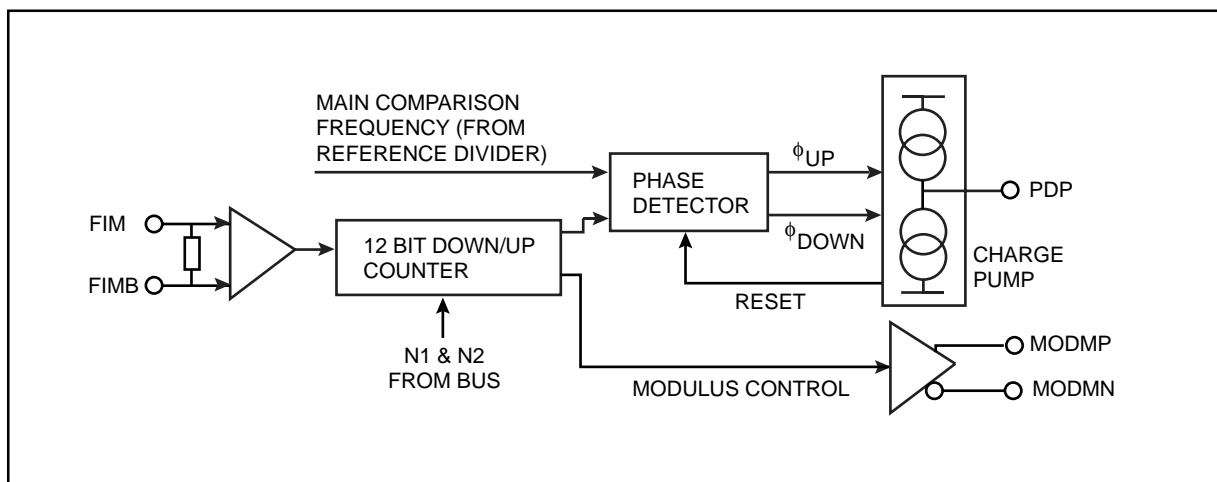 MAIN COMPARISON
FREQUENCY (FROM
REFERENCE DIVIDER)
ϕUP
PHASE
DETECTOR
PDP
FIM
12 BIT DOWN/UP
COUNTER
ϕDOWN
CHARGE
PUMP
FIMB
RESET
N1 & N2
FROM BUS
MODULUS CONTROL
MODMP
MODMN